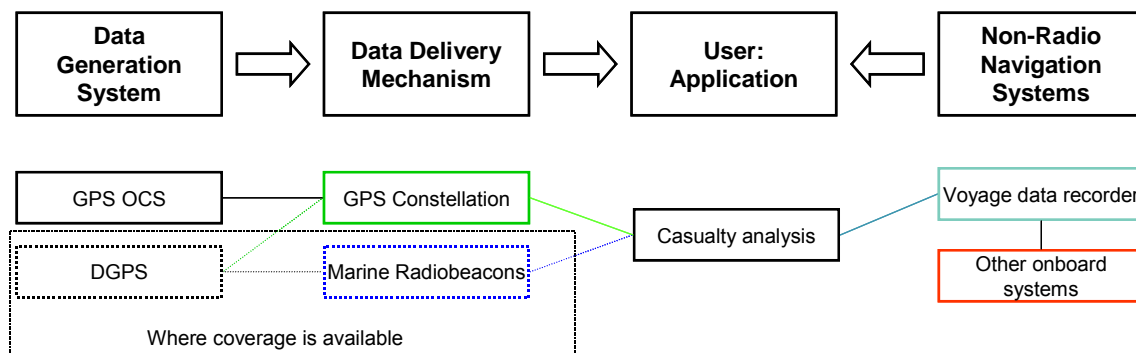 Data
Generation
System
Data Delivery
Mechanism
User:
Application
Non-Radio
Navigation
Systems
GPS OCS
GPS Constellation
Voyage data recorder
Casualty analysis
DGPS
Marine Radiobeacons
Other onboard
systems
Where coverage is available